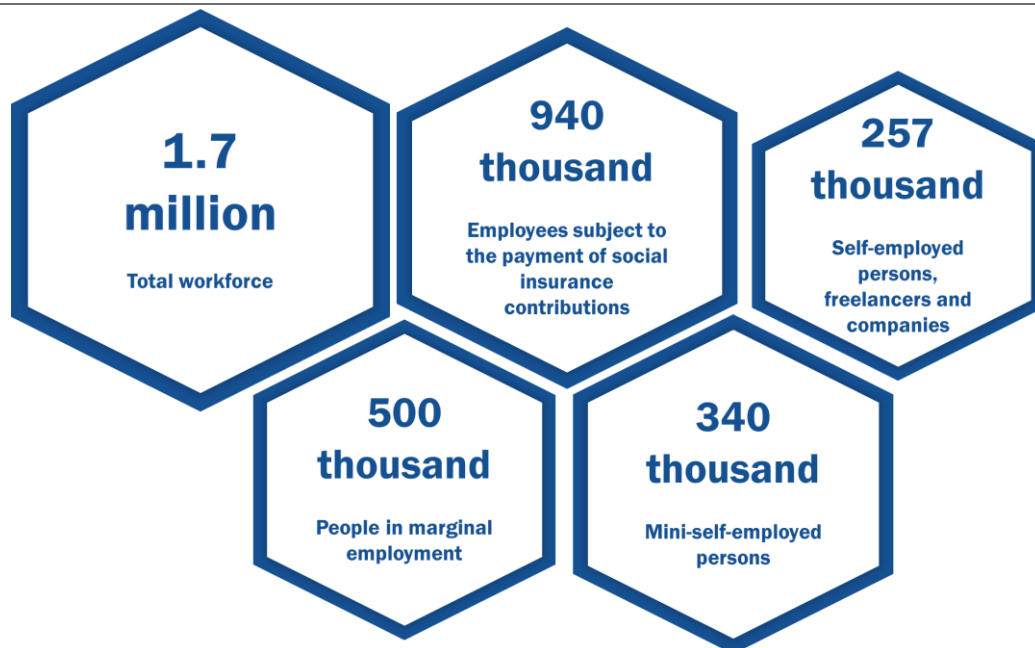 1.7
million
Total workforce
940
thousand
Employees subject to
the payment of social
insurance
contributions
257
thousand
Self-employed
persons,
freelancers and
companies
500
thousand
People in marginal
employment
340
thousand
Mini-self-employed
persons